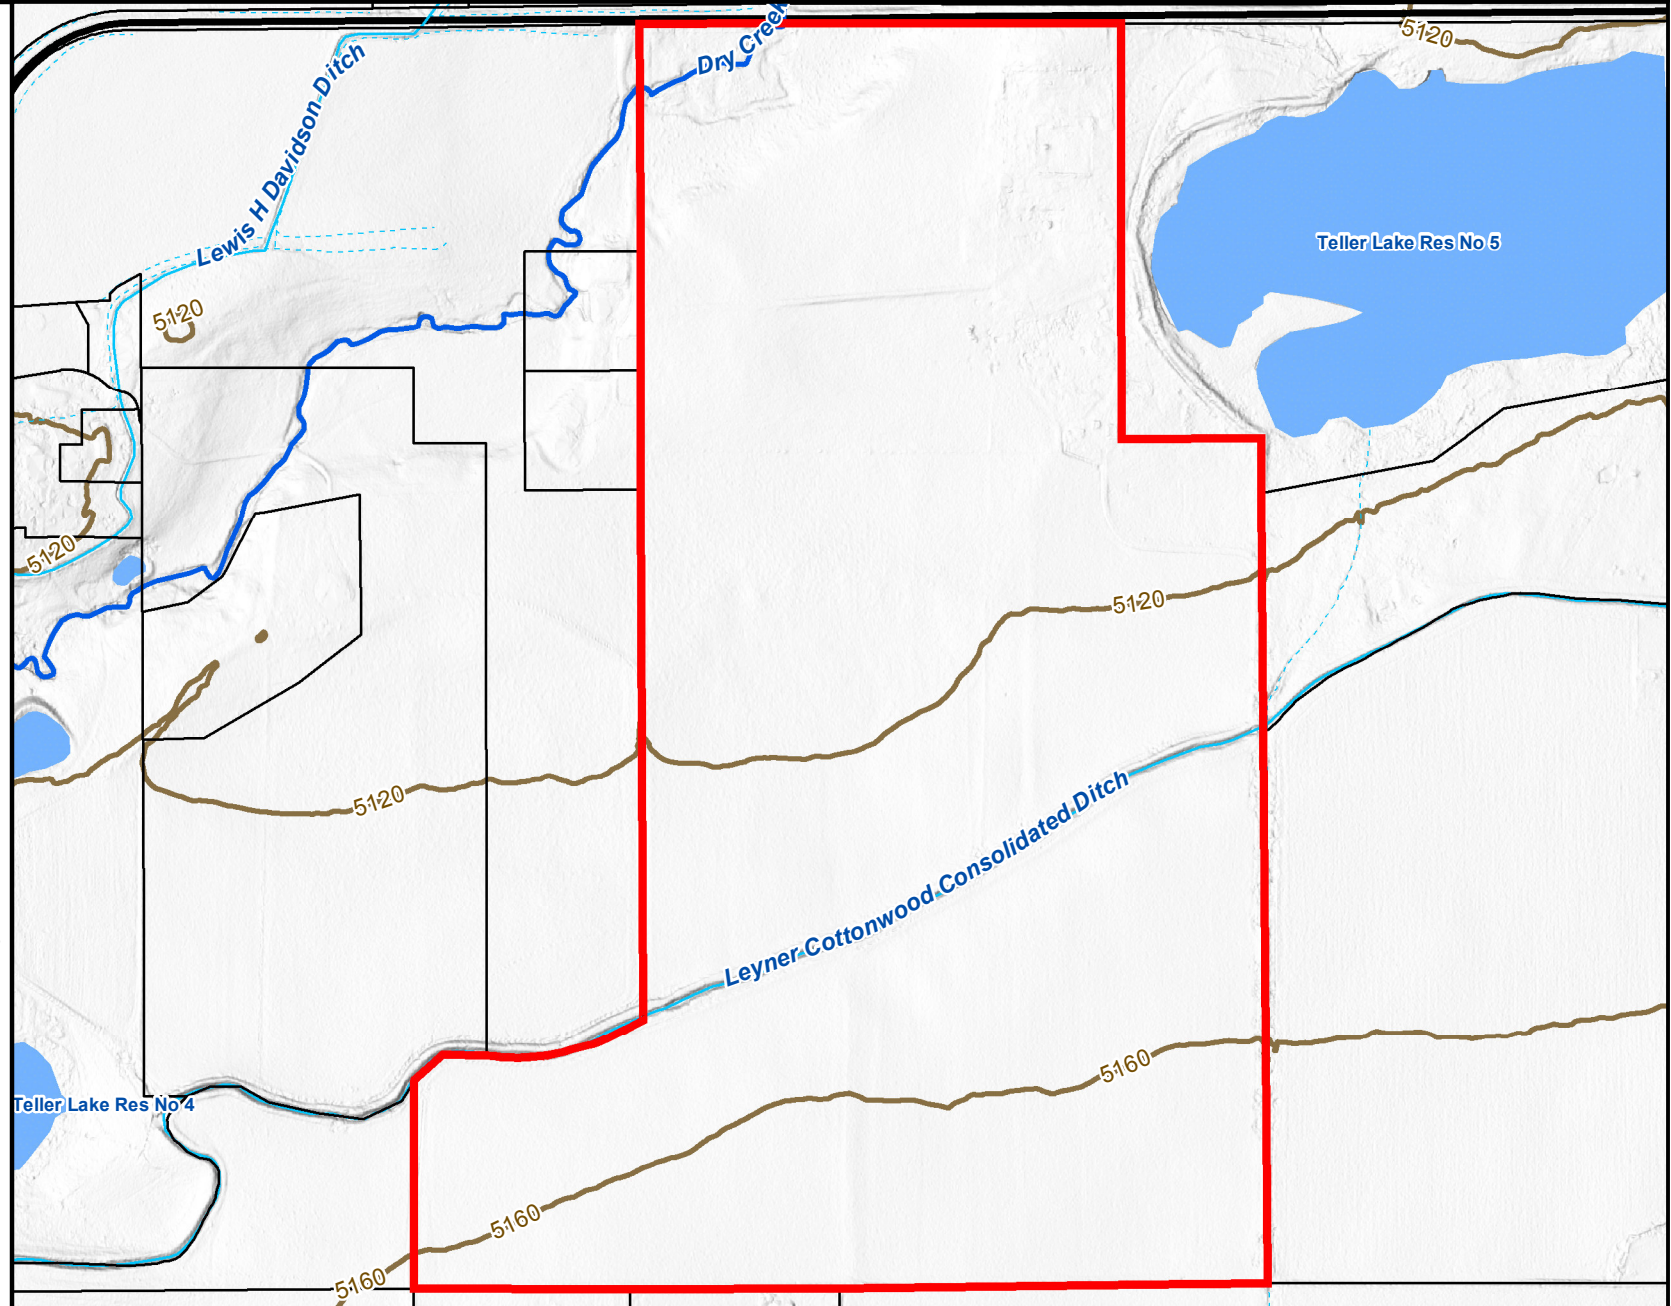 Dry Creek
5120
Lewis H Davidson Ditch
Teller Lake Res No 5
5120
5120
5120
5120
Leyner Cottonwood Consolidated Ditch
5160
Teller Lake Res No 4
5160
5160